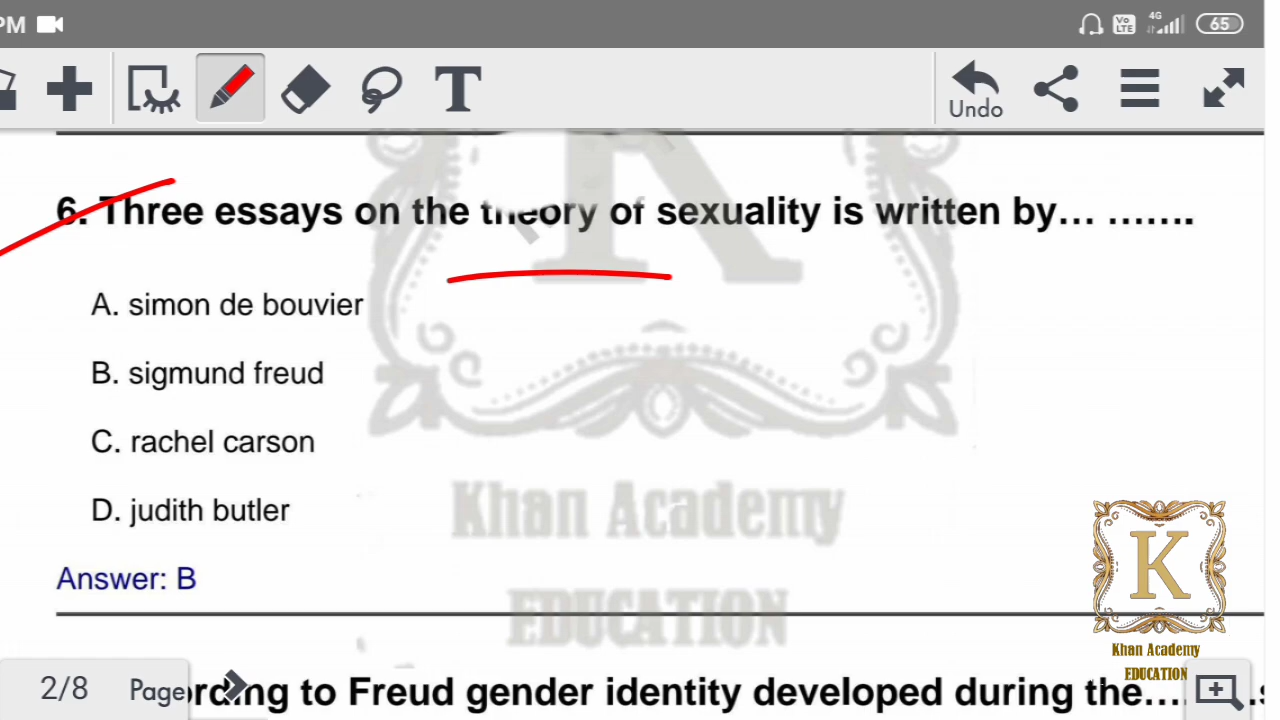 PM VoLTE 4G 65
T Undo
6. Three essays on the theory of sexuality is written by… …….
A. simon de bouvier
B. sigmund freud
C. rachel carson
D. judith butler
Answer: B
Khan Academy
EDUCATION
K
Khan Academy
EDUCATION
2/8 Page
to Freud gender identity developed during the….